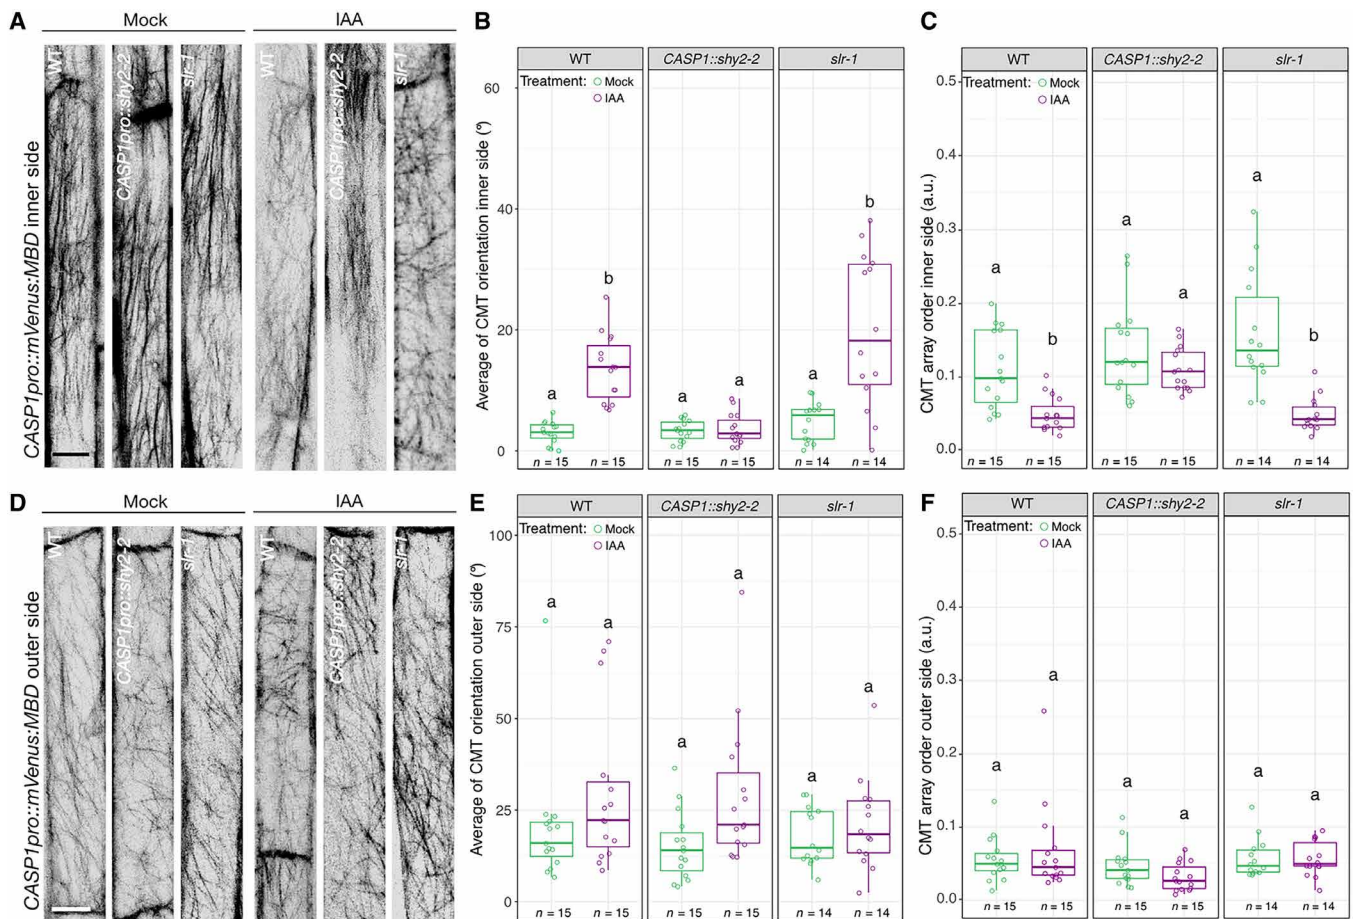 A
Mock
IAA
CASP1pro::mVenus:MBD inner side
WT
CASP1pro::shy2-2
slr-1
WT
CASP1pro::shy2-2
slr-1
B
WT
CASP1::shy2-2
slr-1
Treatment:
Mock
IAA
Average of CMT orientation inner side (°)
60
40
20
0
a
b
a
a
a
b
n = 15
n = 15
n = 15
n = 15
n = 14
n = 14
C
WT
CASP1::shy2-2
slr-1
Treatment:
Mock
IAA
CMT array order inner side (a.u.)
0.5
0.4
0.3
0.2
0.1
0.0
a
b
a
a
a
b
n = 15
n = 15
n = 15
n = 15
n = 14
n = 14
D
Mock
IAA
CASP1pro::mVenus:MBD outer side
WT
CASP1pro::shy2-2
slr-1
WT
CASP1pro::shy2-2
slr-1
E
WT
CASP1::shy2-2
slr-1
Treatment:
Mock
IAA
Average of CMT orientation outer side (°)
100
75
50
25
0
a
a
a
a
a
a
n = 15
n = 15
n = 15
n = 15
n = 14
n = 14
F
WT
CASP1::shy2-2
slr-1
Treatment:
Mock
IAA
CMT array order outer side (a.u.)
0.5
0.4
0.3
0.2
0.1
0.0
a
a
a
a
a
a
n = 15
n = 15
n = 15
n = 15
n = 14
n = 14